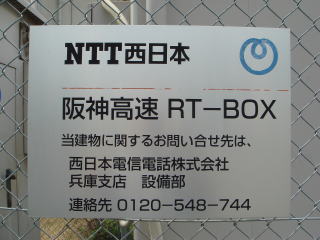 NTT西日本
阪神高速 RT-BOX
当建物に関するお問い合せ先は、
西日本電信電話株式会社
兵庫支店　設備部
連絡先 0120-548-744